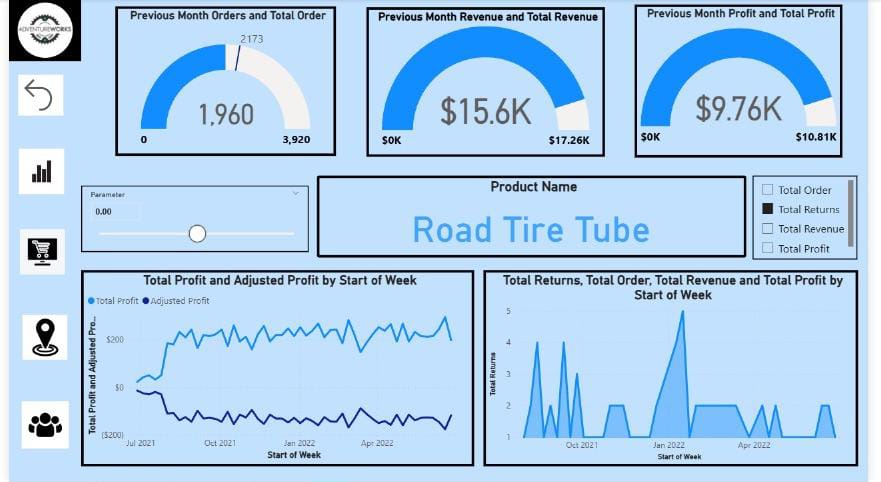 ADVENTUREWORKS
Previous Month Orders and Total Order
2173
1,960
0
3,920
Previous Month Revenue and Total Revenue
$15.6K
$0K
$17.26K
Previous Month Profit and Total Profit
$9.76K
$0K
$10.81K
Parameter
0.00
Product Name
Road Tire Tube
Total Order
Total Returns
Total Revenue
Total Profit
Total Profit and Adjusted Profit by Start of Week
Total Profit
Adjusted Profit
Total Profit and Adjusted Pro...
$200
$0
($200)
Jul 2021
Oct 2021
Jan 2022
Apr 2022
Start of Week
Total Returns, Total Order, Total Revenue and Total Profit by
Start of Week
Total Returns
5
4
3
2
1
Oct 2021
Jan 2022
Apr 2022
Start of Week